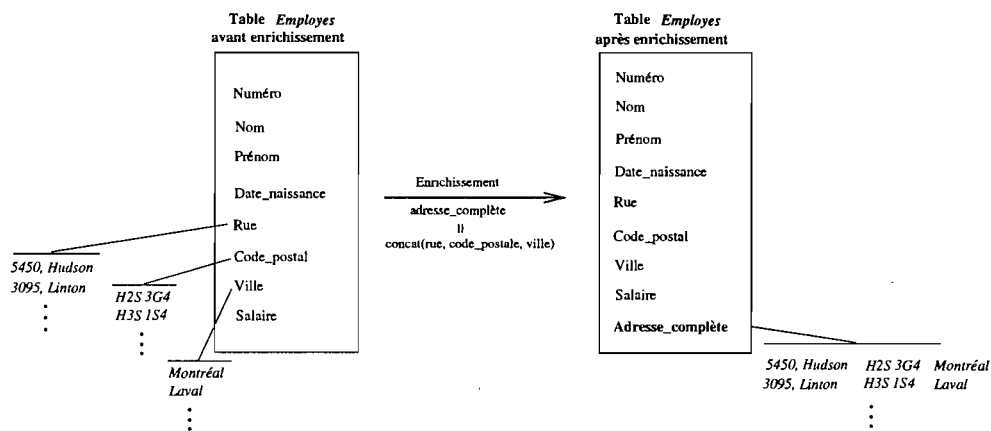 Table Employes
avant enrichissement
Numéro
Nom
Prénom
Date_naissance
Rue
Code_postal
Ville
Salaire
5450, Hudson
3095, Linton
H2S 3G4
H3S 1S4
Montréal
Laval
Enrichissement
adresse_complète
=
concat(rue, code_postale, ville)
Table Employes
après enrichissement
Numéro
Nom
Prénom
Date_naissance
Rue
Code_postal
Ville
Salaire
Adresse_complète
5450, Hudson H2S 3G4 Montréal
3095, Linton H3S 1S4 Laval